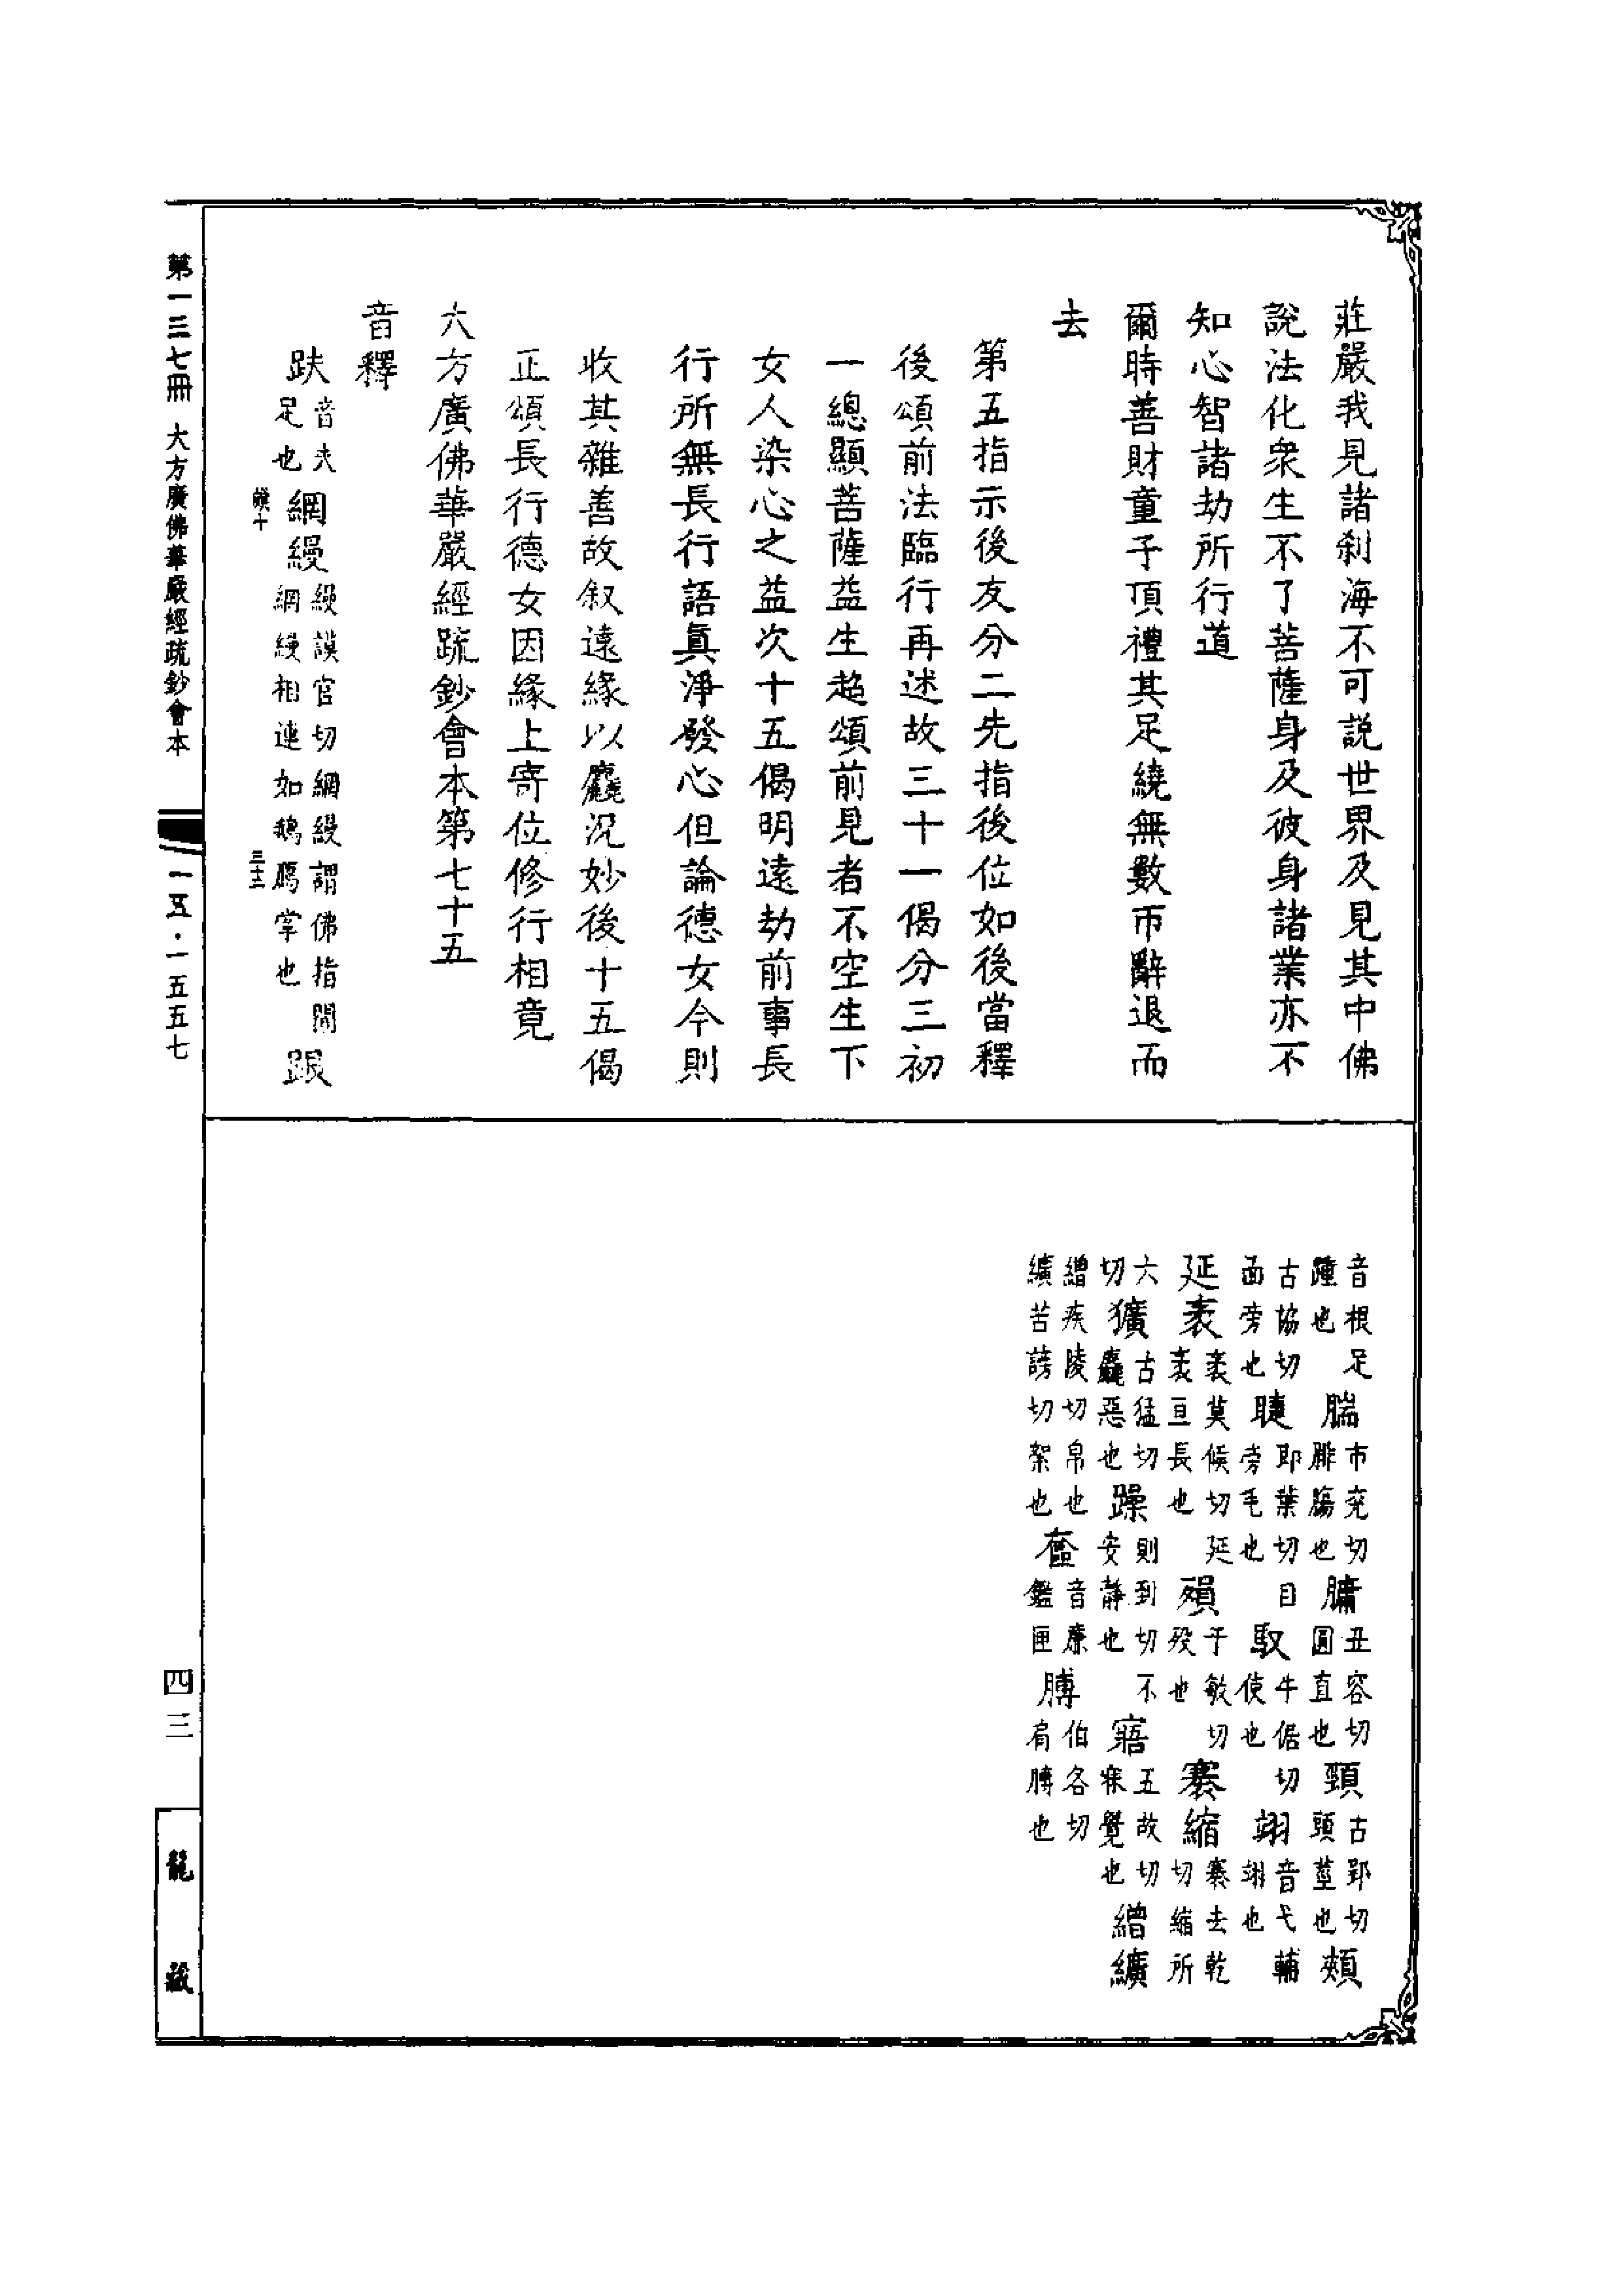 莊嚴我見諸刹海不可説世界及見其中佛
説法化衆生不了菩薩身及彼身諸業亦不
知心智諸劫所行道
爾時善財童子頂禮其足繞無數帀辭退而
去
第五指示後友分二先指後位如後當釋
後頌前法臨行再述故三十一偈分三初
一總顯菩薩益生超頌前見者不空生下
女人染心之益次十五偈明遠劫前事長
行所無長行語眞淨發心但論德女今則
收其雜善故叙遠緣以麤況妙後十五偈
正頌長行德女因緣上寄位修行相竟
大方廣佛華嚴經疏鈔會本第七十五
音釋
趺音夫足也 網縵縵謨官切網縵謂佛指間網縵相連如鵝鴈掌也 跟
音根足踵也 腨市兖切腓膓也 𦟛丑容切圓直也 頸古郢切頭莖也 頰
古協切面旁也 睫耶葉切目旁毛也 馭牛倨切使也 翊音弋輔翊也
延袤袤莫候切延袤亘長也 殞于敏切殁也 褰縮褰去乾切縮所
六切 獷古猛切麤惡也 躁則到切不安靜也 寤五故切寐覺也 繒纊
繒疾陵切帛也纊苦謗切絮也 奩音廉鑑匣 膊伯各切肩膊也
第一三七冊 大方廣佛華嚴經疏鈔會本
一五·一五五七
四三
龍藏